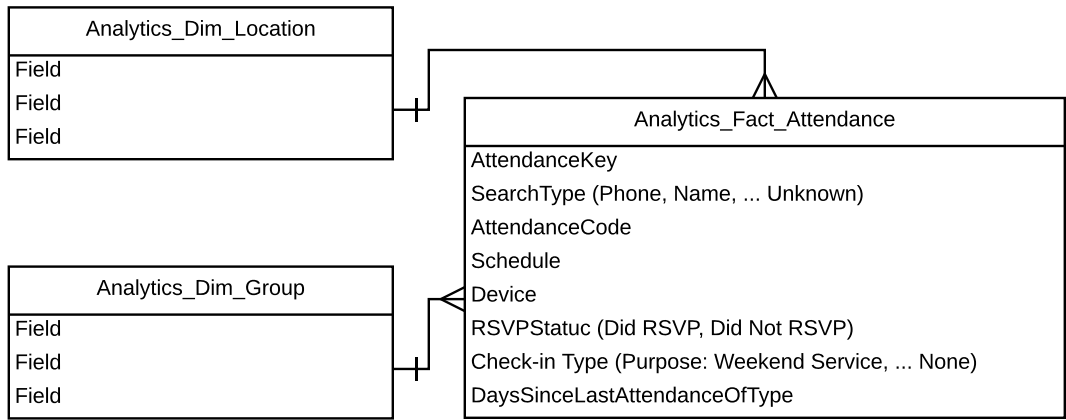 Analytics_Dim_Location
Field
Field
Field
Analytics_Fact_Attendance
AttendanceKey
SearchType (Phone, Name, ... Unknown)
AttendanceCode
Schedule
Device
RSVPStatuc (Did RSVP, Did Not RSVP)
Check-in Type (Purpose: Weekend Service, ... None)
DaysSinceLastAttendanceOfType
Analytics_Dim_Group
Field
Field
Field